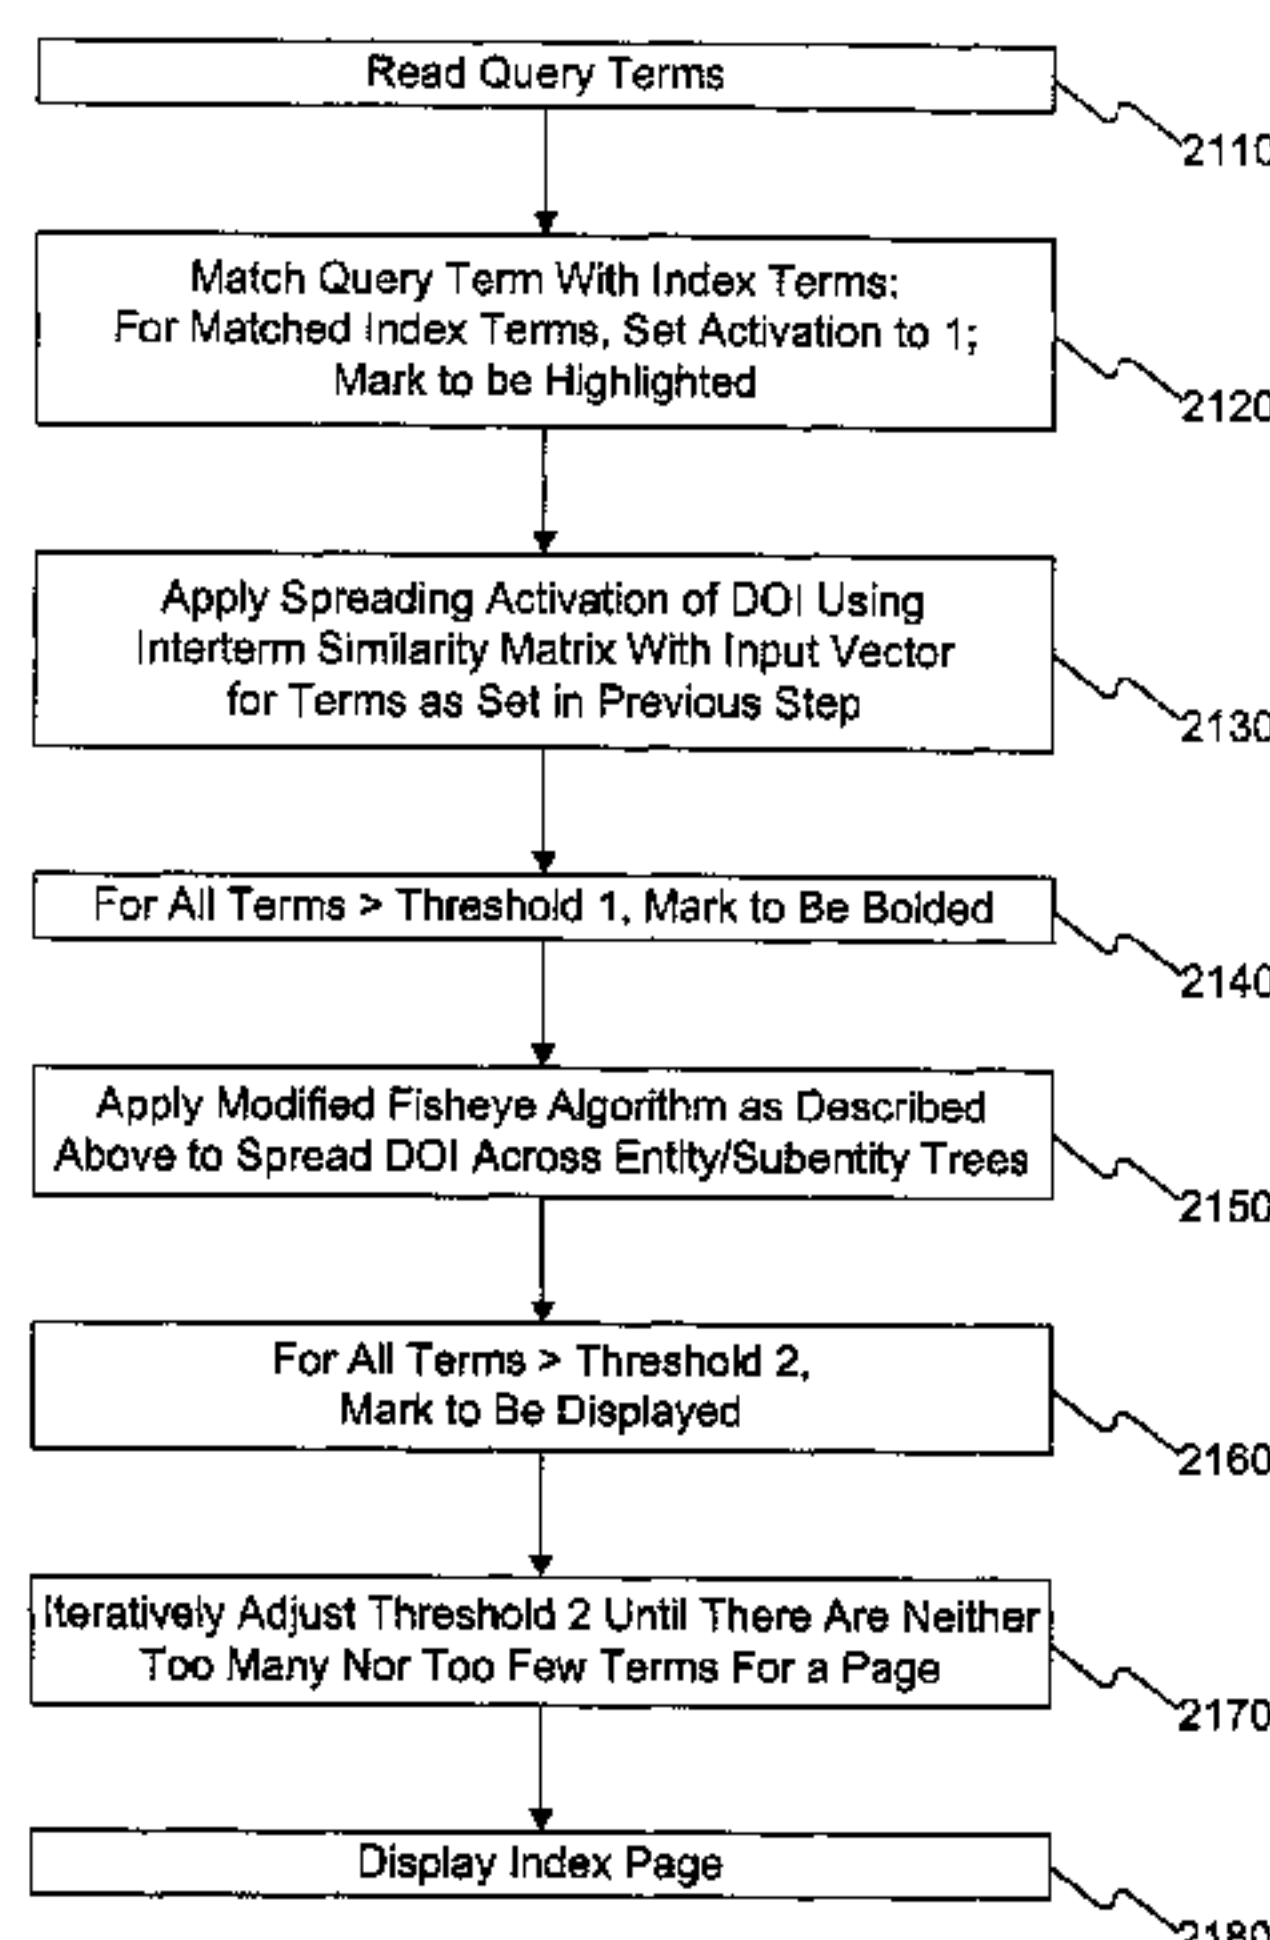 Read Query Terms
2110
Match Query Term With Index Terms;
For Matched Index Terms, Set Activation to 1;
Mark to be Highlighted
2120
Apply Spreading Activation of DOI Using
Interterm Similarity Matrix With Input Vector
for Terms as Set in Previous Step
2130
For All Terms > Threshold 1, Mark to Be Bolded
2140
Apply Modified Fisheye Algorithm as Described
Above to Spread DOI Across Entity/Subentity Trees
2150
For All Terms > Threshold 2,
Mark to Be Displayed
2160
Iteratively Adjust Threshold 2 Until There Are Neither
Too Many Nor Too Few Terms For a Page
2170
Display Index Page
2180